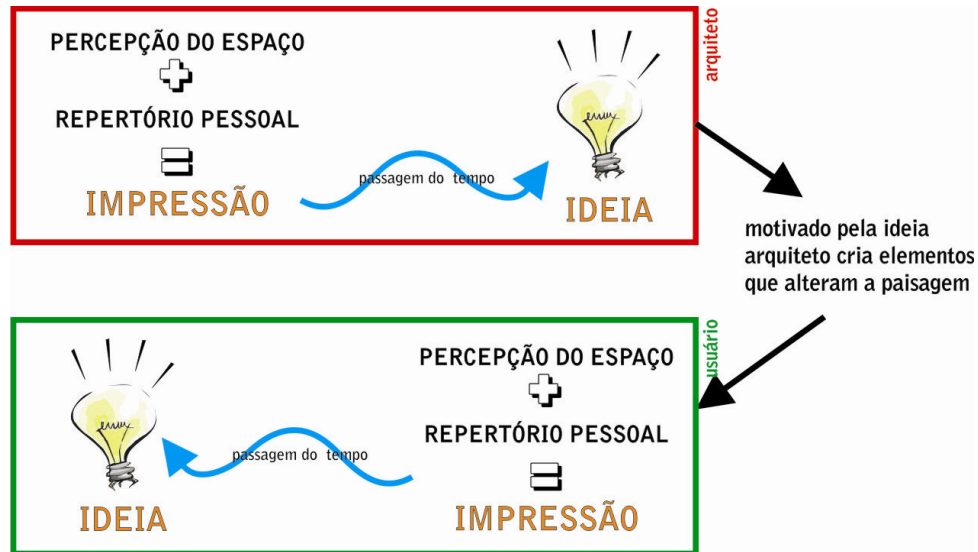 PERCEPÇÃO DO ESPAÇO
+
REPERTÓRIO PESSOAL
=
IMPRESSÃO
passagem do tempo
IDEIA
arquiteto
motivado pela ideia
arquiteto cria elementos
que alteram a paisagem
usuário
PERCEPÇÃO DO ESPAÇO
+
REPERTÓRIO PESSOAL
=
IMPRESSÃO
passagem do tempo
IDEIA